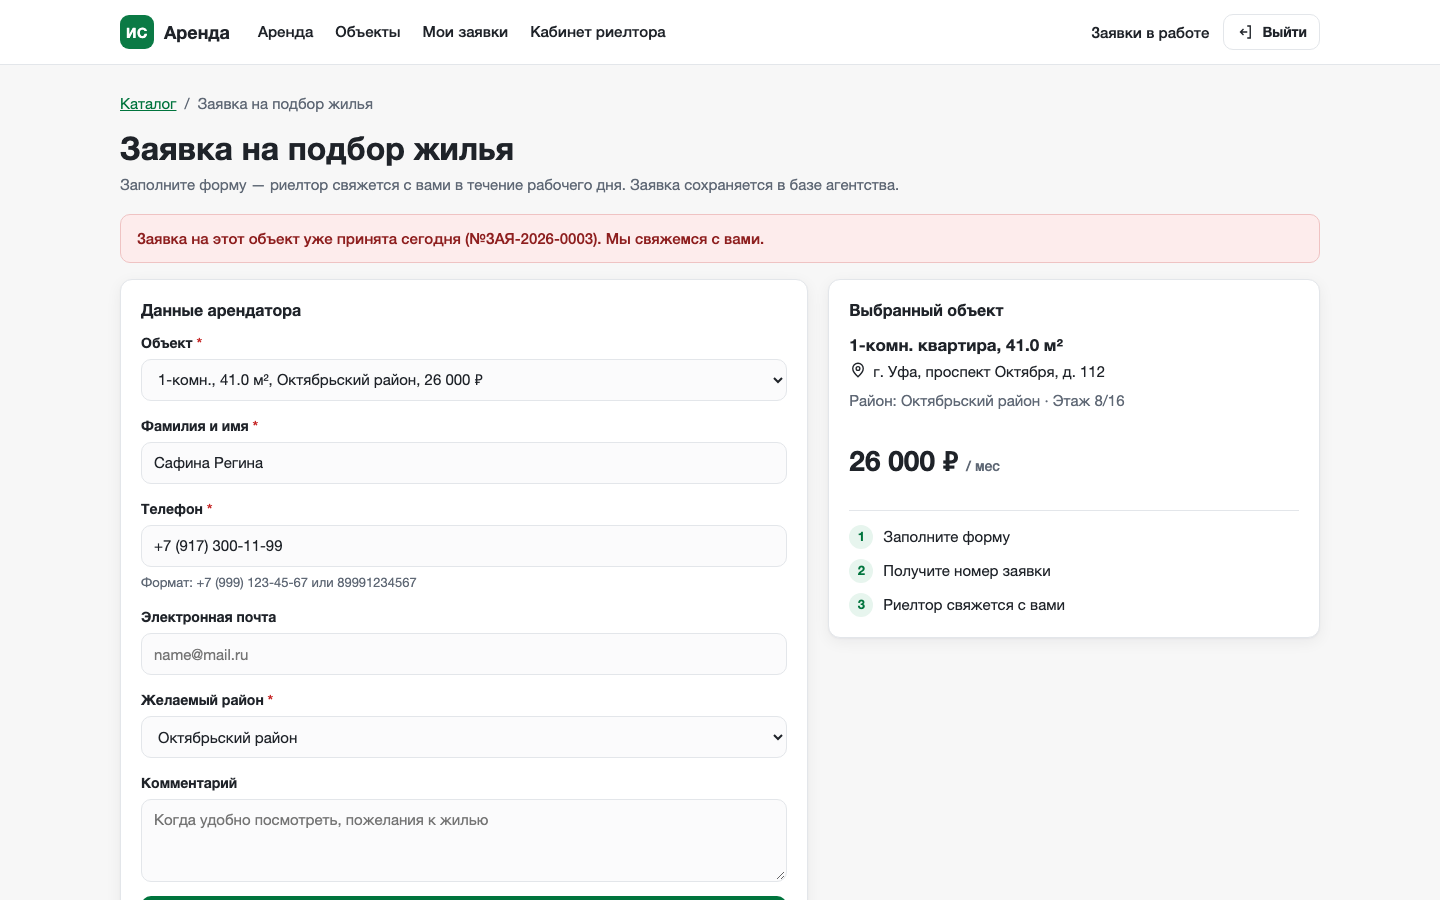 ИС Аренда Аренда Объекты Мои заявки Кабинет риелтора Заявки в работе Выйти
Каталог / Заявка на подбор жилья
Заявка на подбор жилья
Заполните форму — риелтор свяжется с вами в течение рабочего дня. Заявка сохраняется в базе агентства.
Заявка на этот объект уже принята сегодня (№ЗАЯ-2026-0003). Мы свяжемся с вами.
Данные арендатора
Объект *
1-комн., 41.0 м², Октябрьский район, 26 000 ₽
Фамилия и имя *
Сафина Регина
Телефон *
+7 (917) 300-11-99
Формат: +7 (999) 123-45-67 или 89991234567
Электронная почта
name@mail.ru
Желаемый район *
Октябрьский район
Комментарий
Когда удобно посмотреть, пожелания к жилью
Выбранный объект
1-комн. квартира, 41.0 м²
г. Уфа, проспект Октября, д. 112
Район: Октябрьский район · Этаж 8/16
26 000 ₽ / мес
1 Заполните форму
2 Получите номер заявки
3 Риелтор свяжется с вами